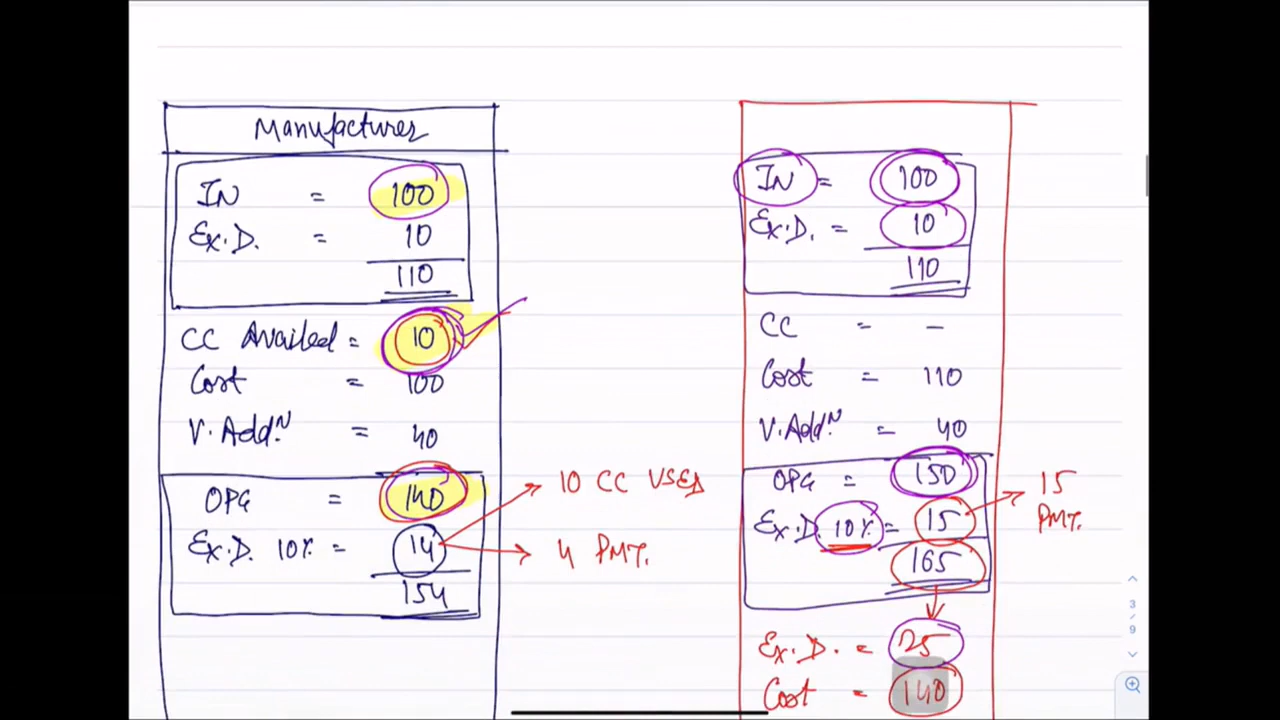 Manufacturer
IN = 100
Ex.D. = 10
110
CC Availed = 10
Cost = 100
V. Addn. = 40
OPG = 140
Ex.D. 10% = 14
154
10 CC USED
4 PMT.
IN = 100
Ex.D. = 10
110
CC = -
Cost = 110
V. Addn. = 40
OPG = 150
Ex.D. 10% = 15
165
15
PMT.
Ex.D. = 25
Cost = 140
3
/
9